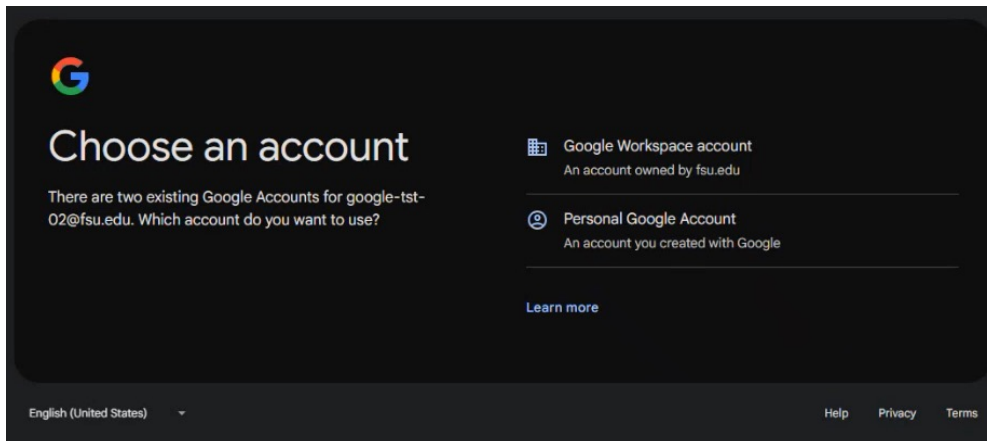 Choose an account
There are two existing Google Accounts for google-tst-
02@fsu.edu. Which account do you want to use?
Google Workspace account
An account owned by fsu.edu
Personal Google Account
An account you created with Google
Learn more
English (United States)
Help Privacy Terms